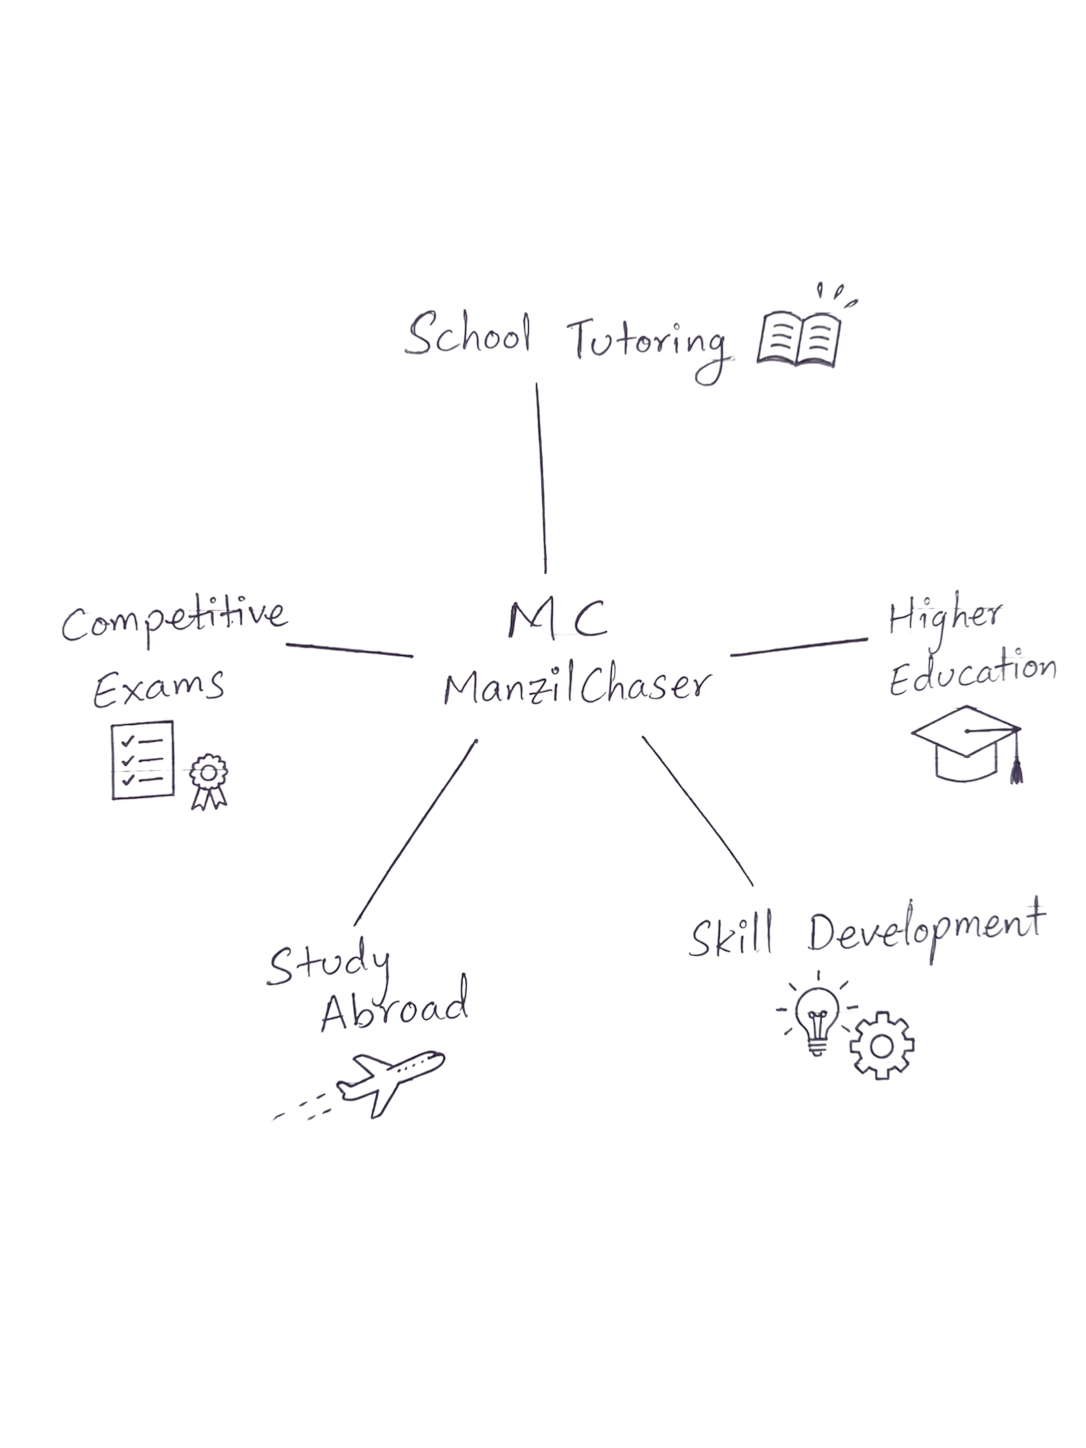 School Tutoring
Competitive
Exams
MC
ManzilChaser
Higher
Education
Study
Abroad
Skill Development